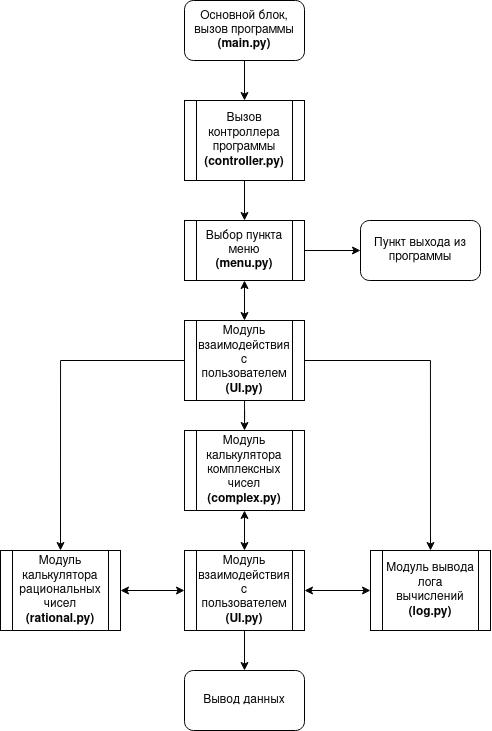 Основной блок,
вызов программы
(main.py)
Вызов
контроллера
программы
(controller.py)
Выбор пункта
меню
(menu.py)
Пункт выхода из
программы
Модуль
взаимодействия
с
пользователем
(UI.py)
Модуль
калькулятора
комплексных
чисел
(complex.py)
Модуль
калькулятора
рациональных
чисел
(rational.py)
Модуль
взаимодействия
с
пользователем
(UI.py)
Модуль вывода
лога
вычислений
(log.py)
Вывод данных